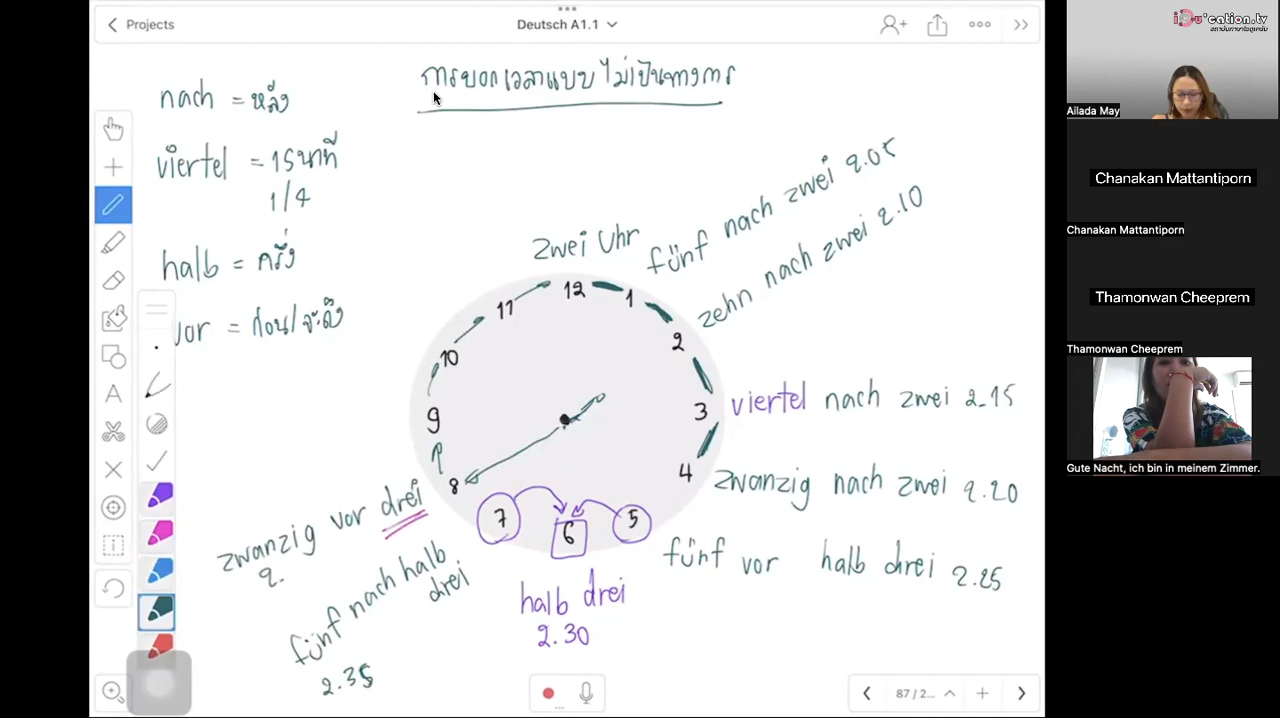 Projects
Deutsch A1.1
87 / 2...
การบอกเวลาแบบไม่เป็นทางการ
nach = หลัง
viertel = 15 นาที
1/4
halb = ครึ่ง
vor = ก่อน/จะถึง
zwei Uhr
fünf nach zwei 2.05
zehn nach zwei 2.10
viertel nach zwei 2.15
zwanzig nach zwei 2.20
fünf vor halb drei 2.25
halb drei
2.30
fünf nach halb
drei
2.35
zwanzig vor drei
2.
12
1
2
3
4
5
6
7
8
9
10
11
iÉdu'cation.tv
Ailada May
Chanakan Mattantiporn
Chanakan Mattantiporn
Thamonwan Cheeprem
Thamonwan Cheeprem
Gute Nacht, ich bin in meinem Zimmer.